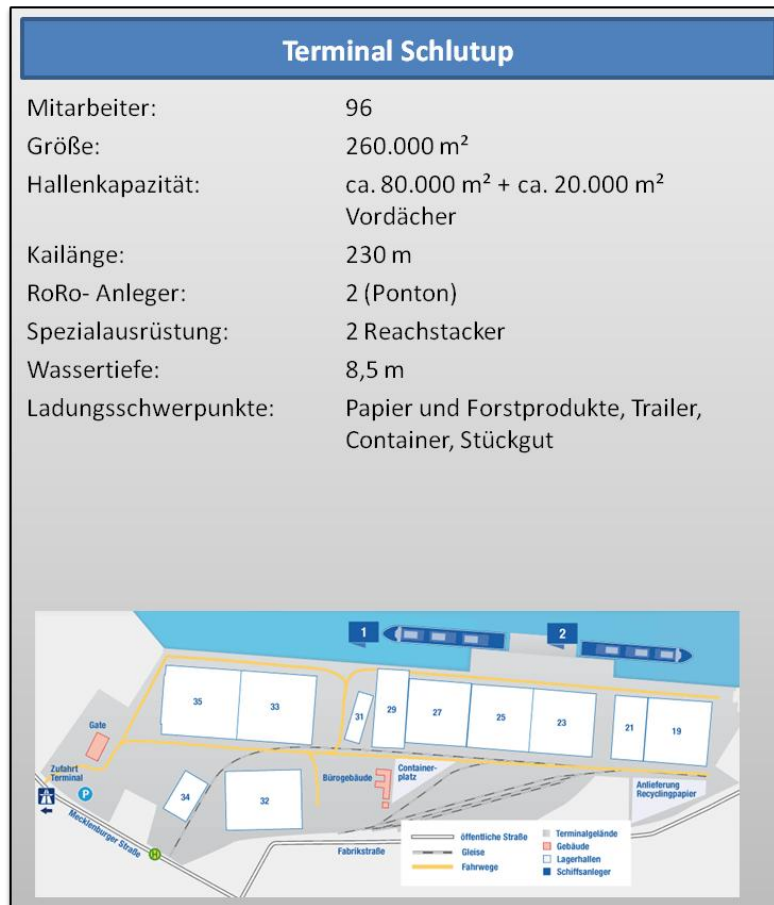 Terminal Schlutup
Mitarbeiter: 96
Größe: 260.000 m²
Hallenkapazität: ca. 80.000 m² + ca. 20.000 m²
Vordächer
Kailänge: 230 m
RoRo- Anleger: 2 (Ponton)
Spezialausrüstung: 2 Reachstacker
Wassertiefe: 8,5 m
Ladungsschwerpunkte: Papier und Forstprodukte, Trailer,
Container, Stückgut
1
2
35
33
31
29
27
25
23
21
19
Gate
Zufahrt
Terminal
P
34
32
Bürogebäude
Container-
platz
Anlieferung
Recyclingpapier
Mecklenburger Straße
H
Fabrikstraße
öffentliche Straße
Gleise
Fahrwege
Terminalgelände
Gebäude
Lagerhallen
Schiffsanleger